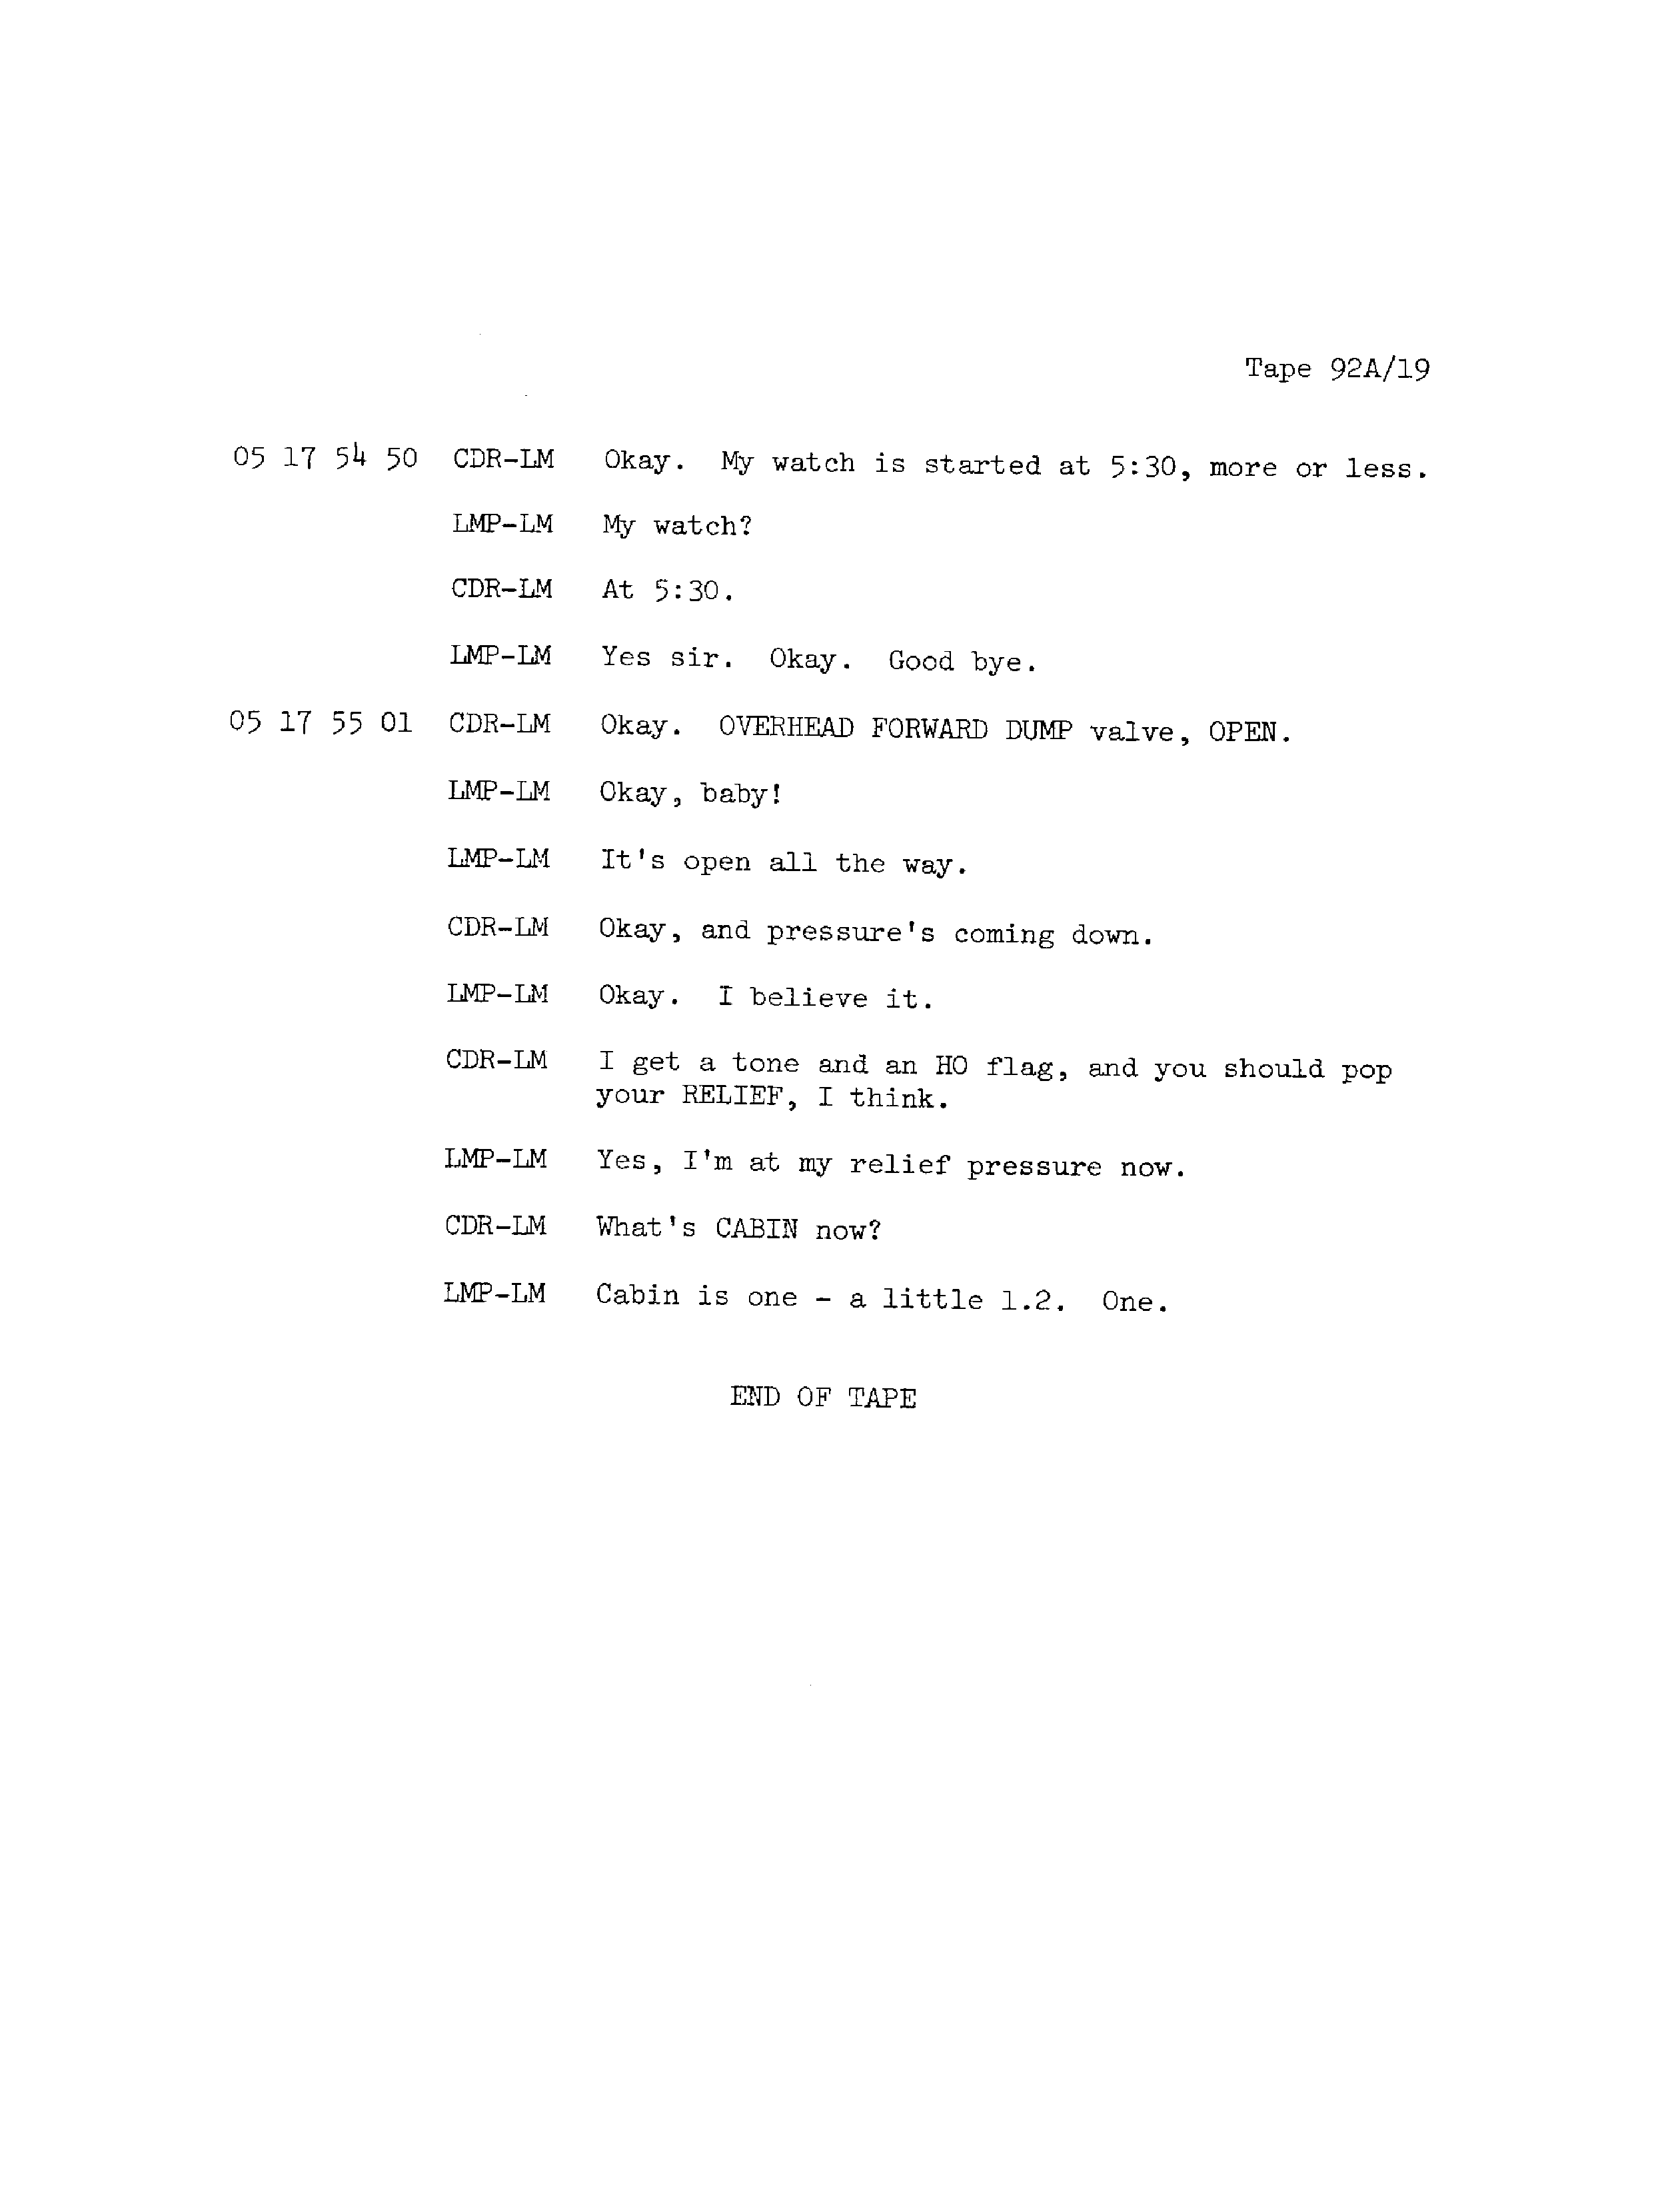 Tape 92A/19
05 17 54 50 CDR-LM Okay. My watch is started at 5:30, more or less.
LMP-LM My watch?
CDR-LM At 5:30.
LMP-LM Yes sir. Okay. Good bye.
05 17 55 01 CDR-LM Okay. OVERHEAD FORWARD DUMP valve, OPEN.
LMP-LM Okay, baby!
LMP-LM It's open all the way.
CDR-LM Okay, and pressure's coming down.
LMP-LM Okay. I believe it.
CDR-LM I get a tone and an HO flag, and you should pop
your RELIEF, I think.
LMP-LM Yes, I'm at my relief pressure now.
CDR-LM What's CABIN now?
LMP-LM Cabin is one - a little 1.2. One.
END OF TAPE